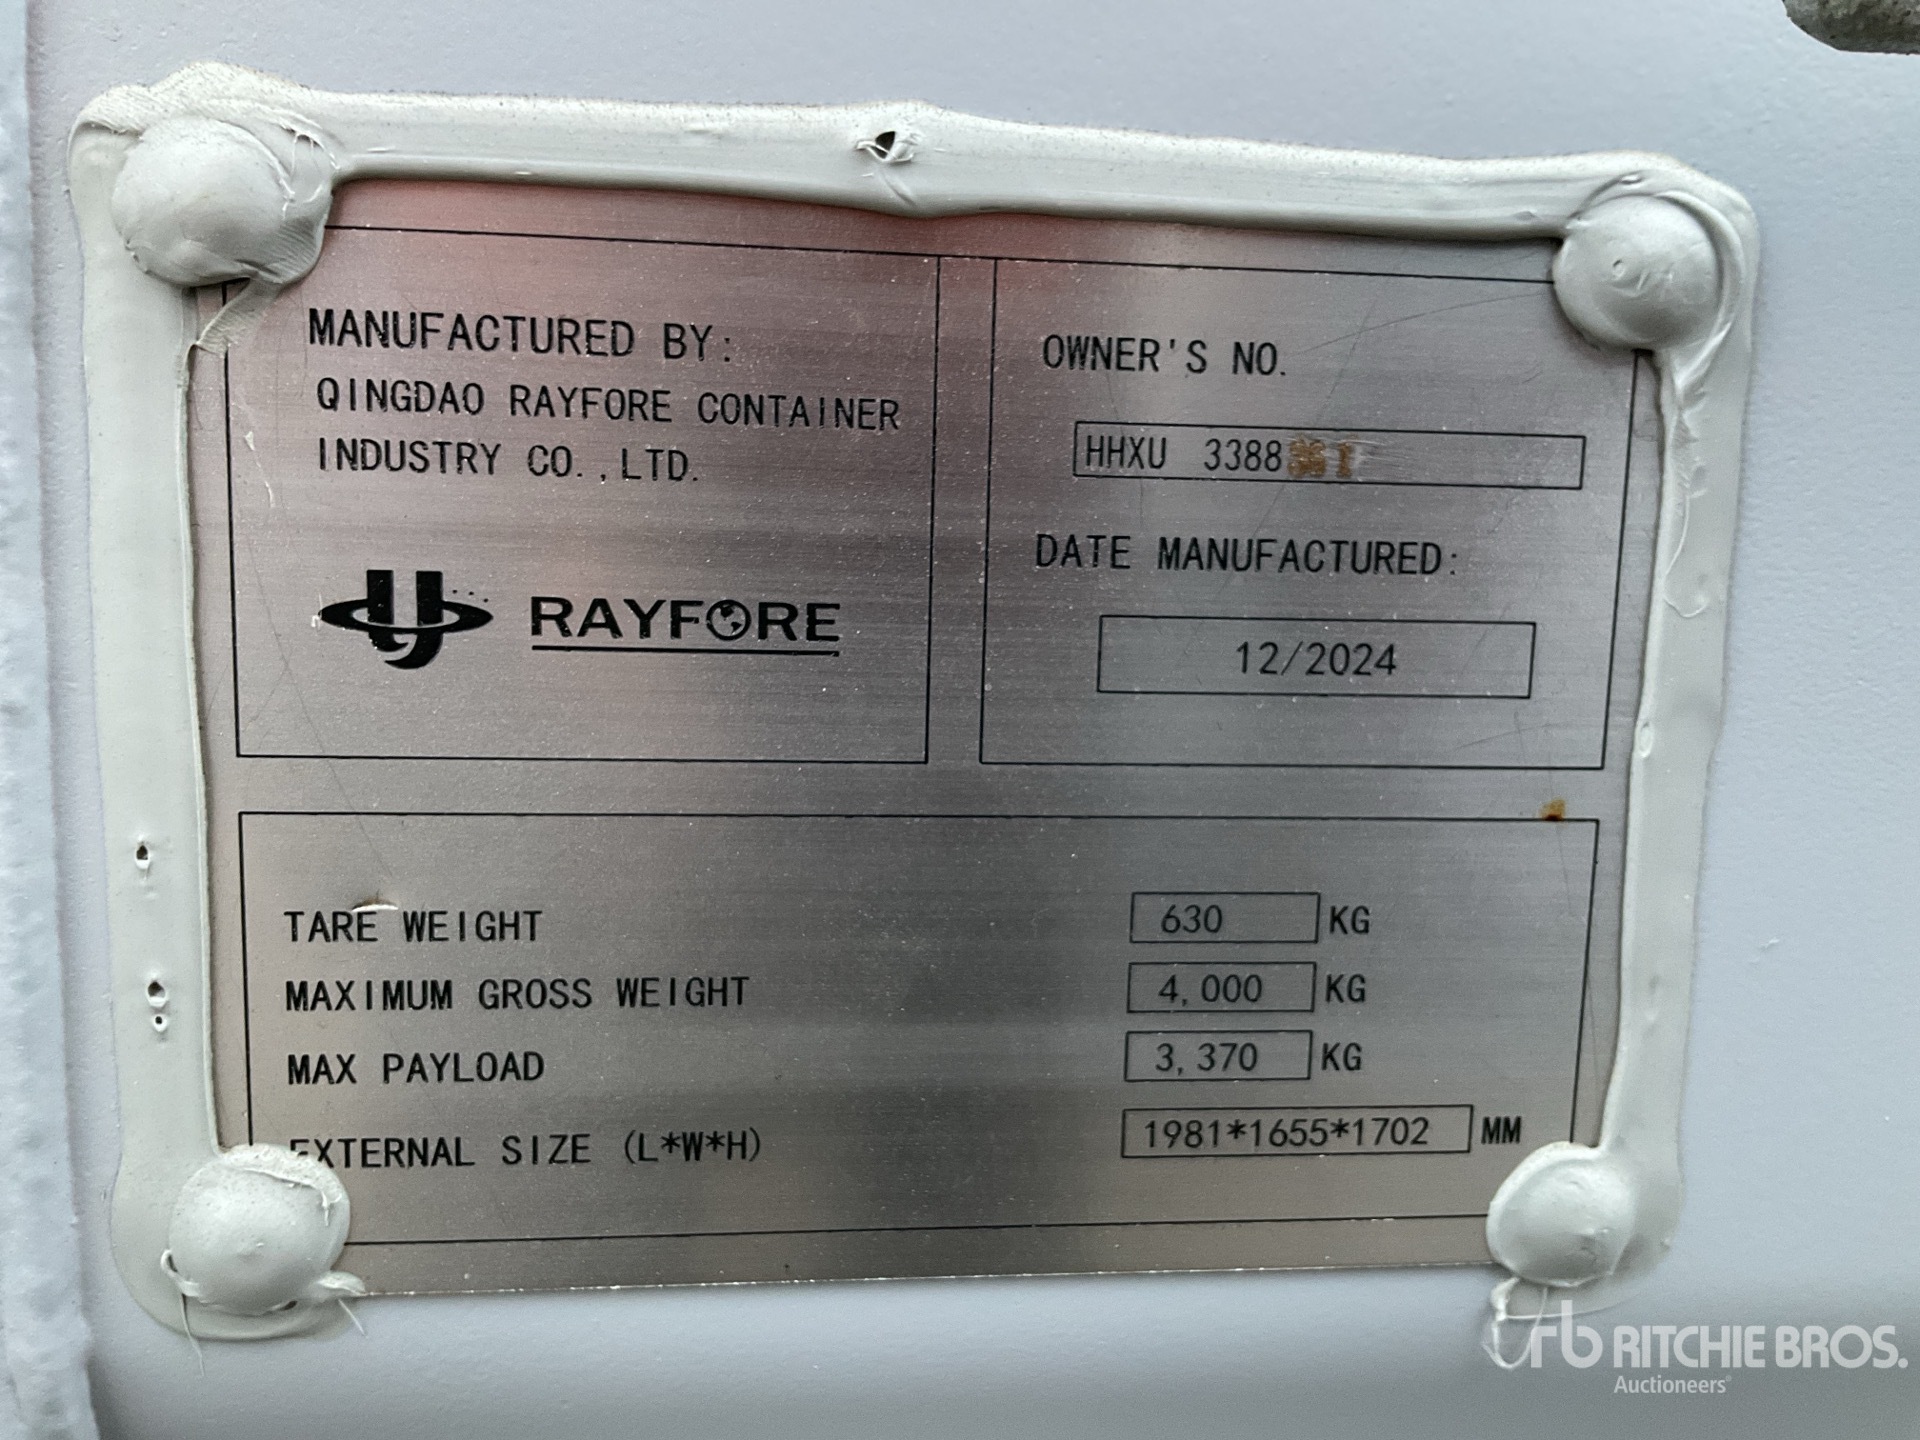 MANUFACTURED BY:
QINGDAO RAYFORE CONTAINER
INDUSTRY CO.,LTD.
RAYFORE
OWNER'S NO.
HHXU 3388
DATE MANUFACTURED:
12/2024
TARE WEIGHT 630 KG
MAXIMUM GROSS WEIGHT 4,000 KG
MAX PAYLOAD 3,370 KG
EXTERNAL SIZE (L*W*H) 1981*1655*1702 MM
rb RITCHIE BROS.
Auctioneers